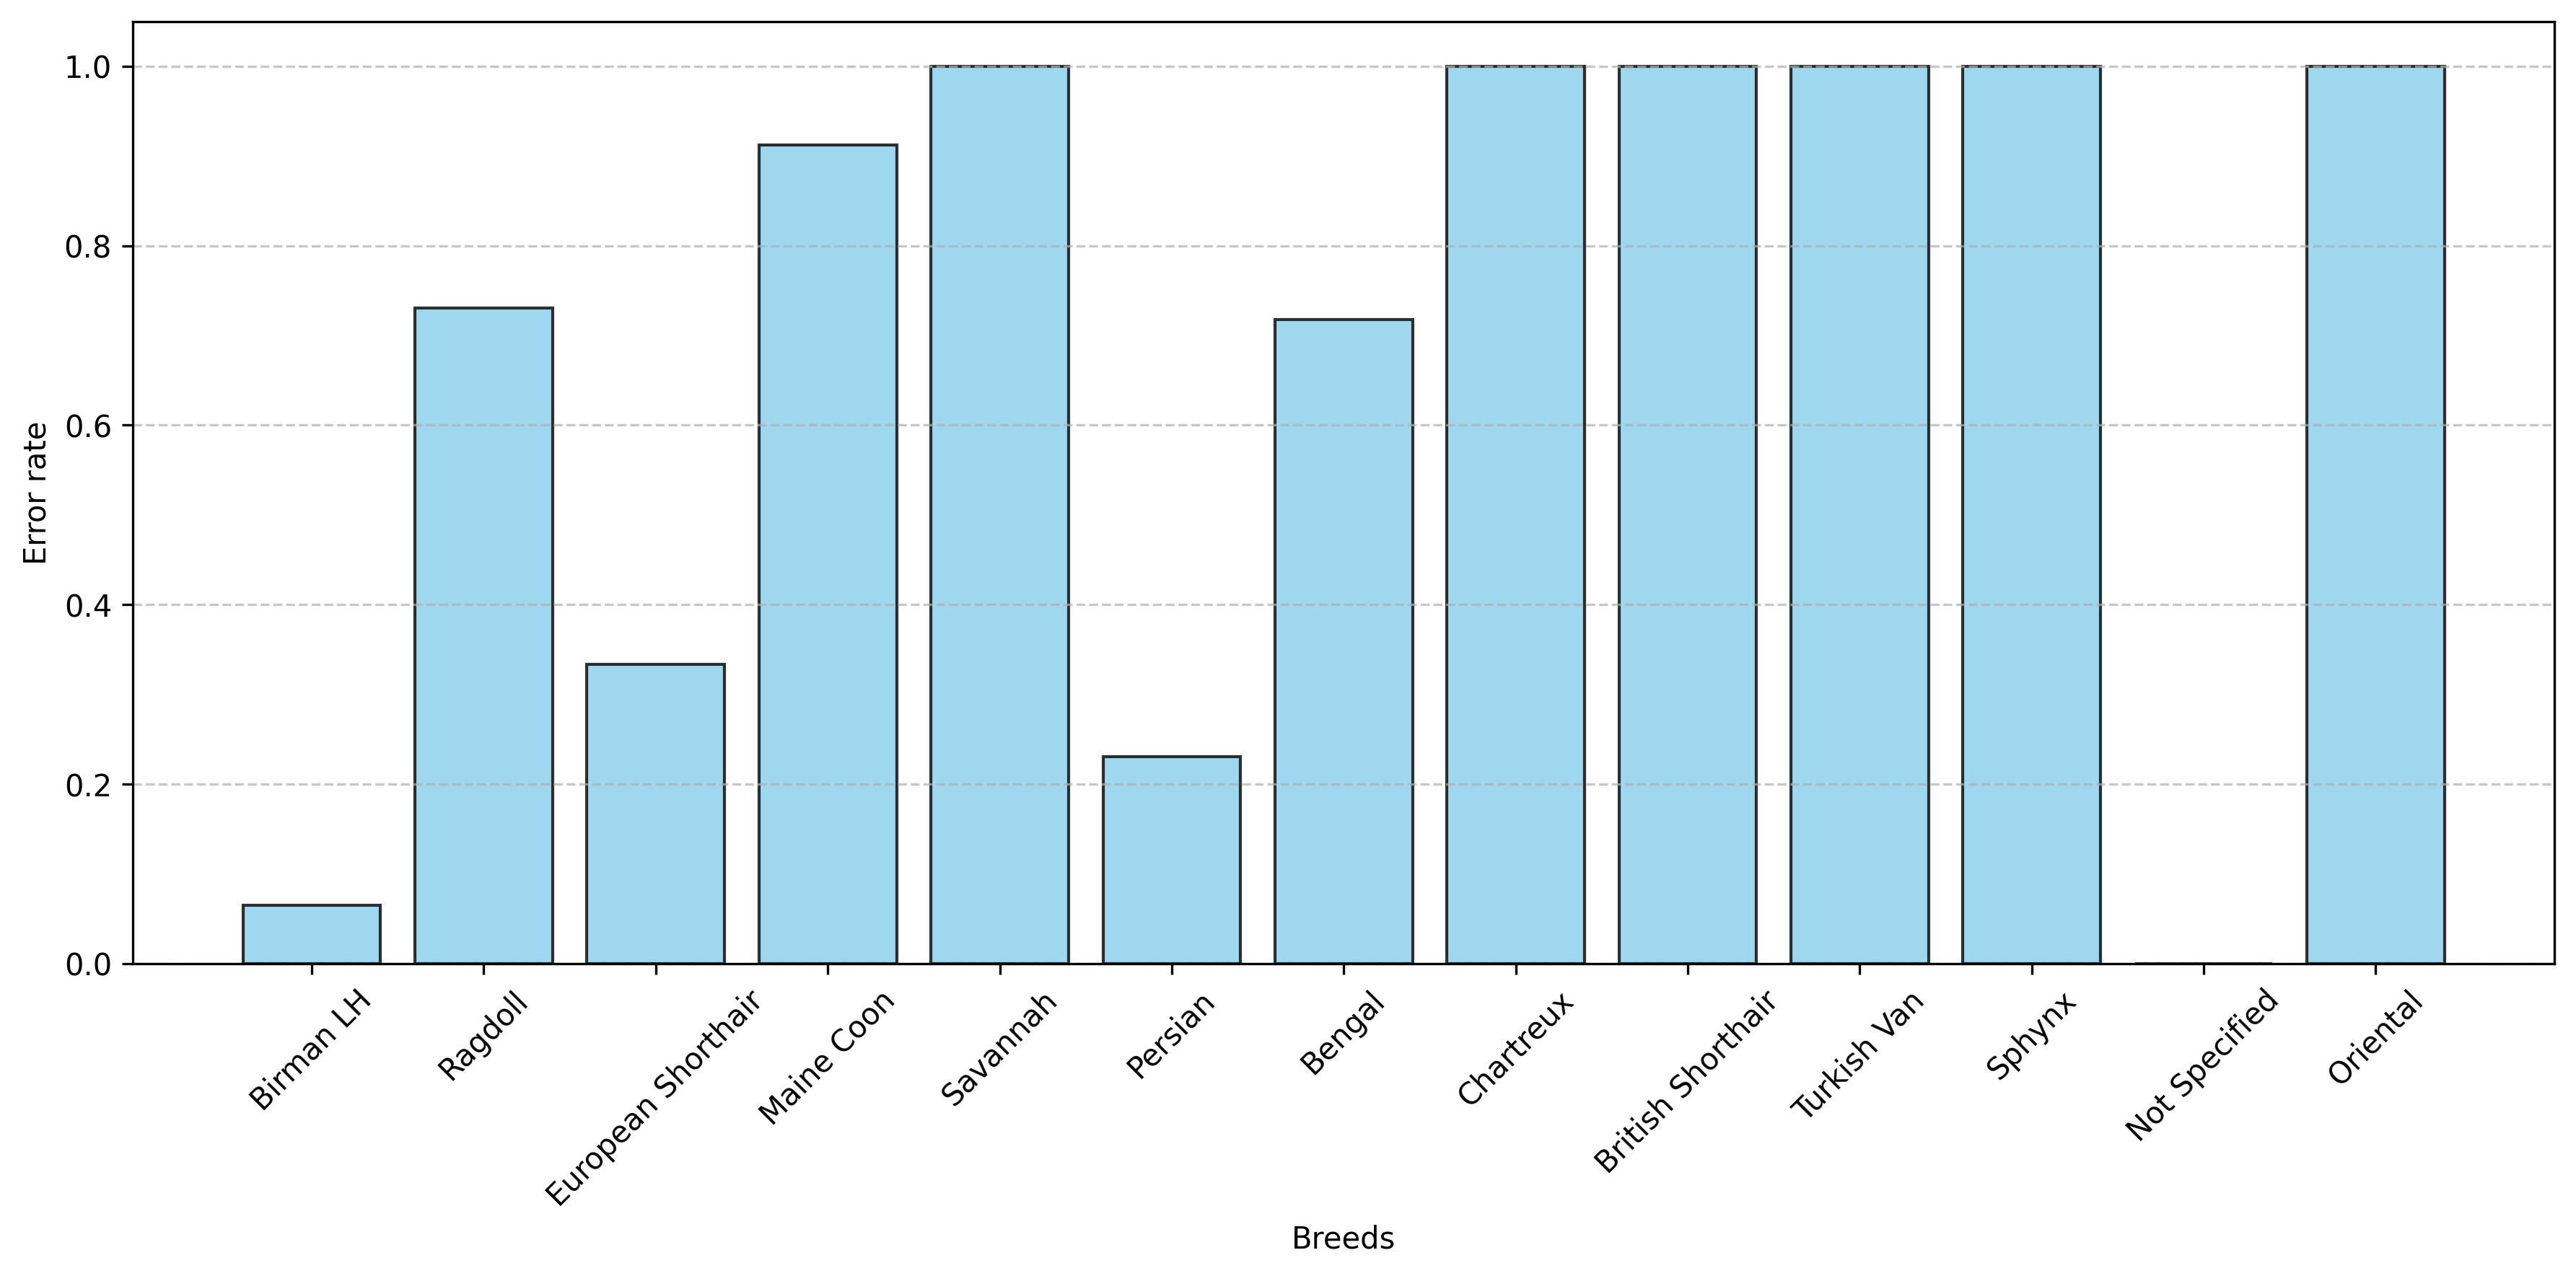 Error rate
1.0
0.8
0.6
0.4
0.2
0.0
Birman LH
Ragdoll
European Shorthair
Maine Coon
Savannah
Persian
Bengal
Chartreux
British Shorthair
Turkish Van
Sphynx
Not Specified
Oriental
Breeds